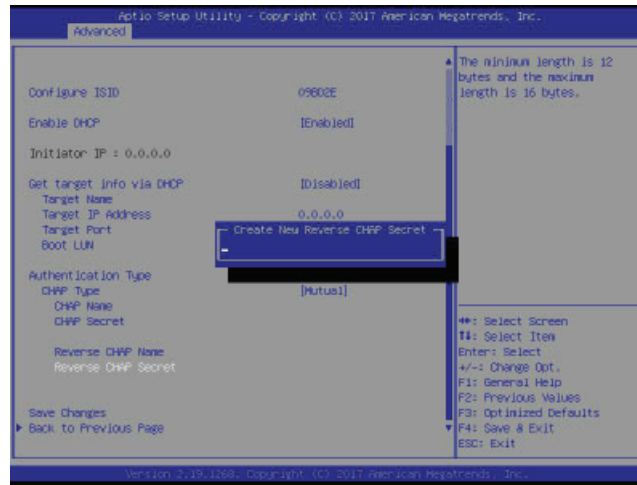 Aptio Setup Utility - Copyright (C) 2017 American Megatrends, Inc.
Advanced
Configure ISID 09BD2E
Enable DHCP [Enabled]
Initiator IP : 0.0.0.0
Get target info via DHCP [Disabled]
Target Name
Target IP Address 0.0.0.0
Target Port
Boot LUN
Create New Reverse CHAP Secret
Authentication Type
CHAP Type [Mutual]
CHAP Name
CHAP Secret
Reverse CHAP Name
Reverse CHAP Secret
Save Changes
Back to Previous Page
The minimum length is 12
bytes and the maximum
length is 16 bytes.
: Select Screen
: Select Item
Enter: Select
+/-: Change Opt.
F1: General Help
F2: Previous Values
F3: Optimized Defaults
F4: Save & Exit
ESC: Exit
Version 2.19.1268. Copyright (C) 2017 American Megatrends, Inc.